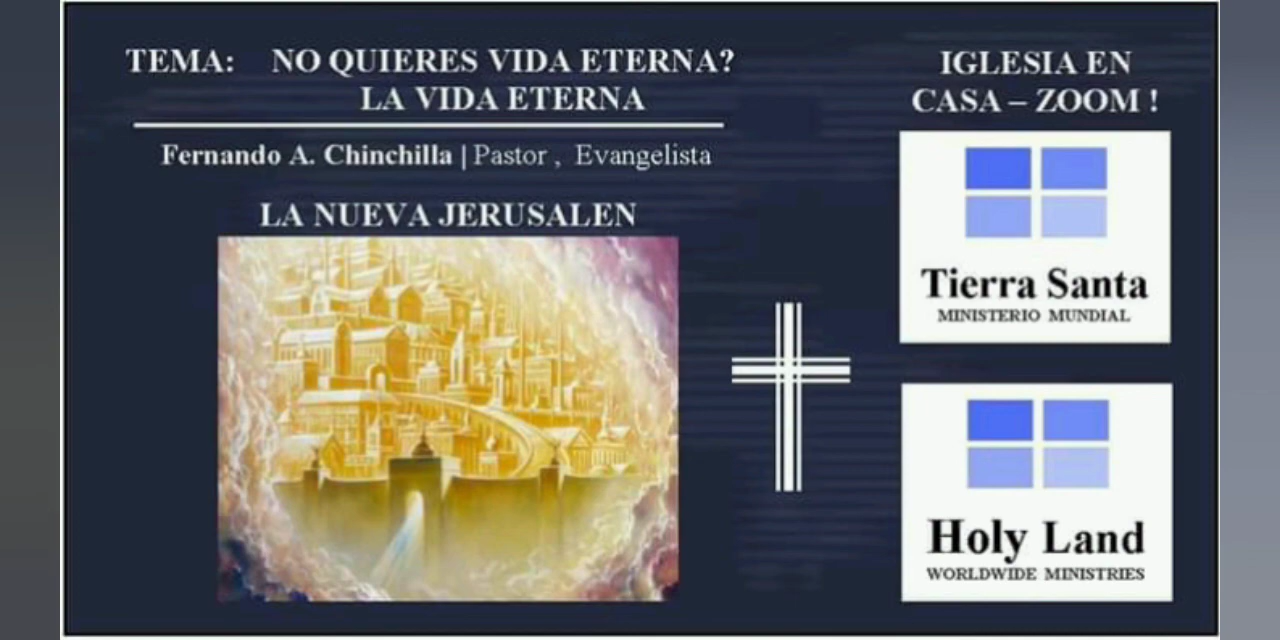 TEMA: NO QUIERES VIDA ETERNA?
LA VIDA ETERNA
Fernando A. Chinchilla | Pastor , Evangelista
LA NUEVA JERUSALEN
IGLESIA EN
CASA – ZOOM !
Tierra Santa
MINISTERIO MUNDIAL
Holy Land
WORLDWIDE MINISTRIES